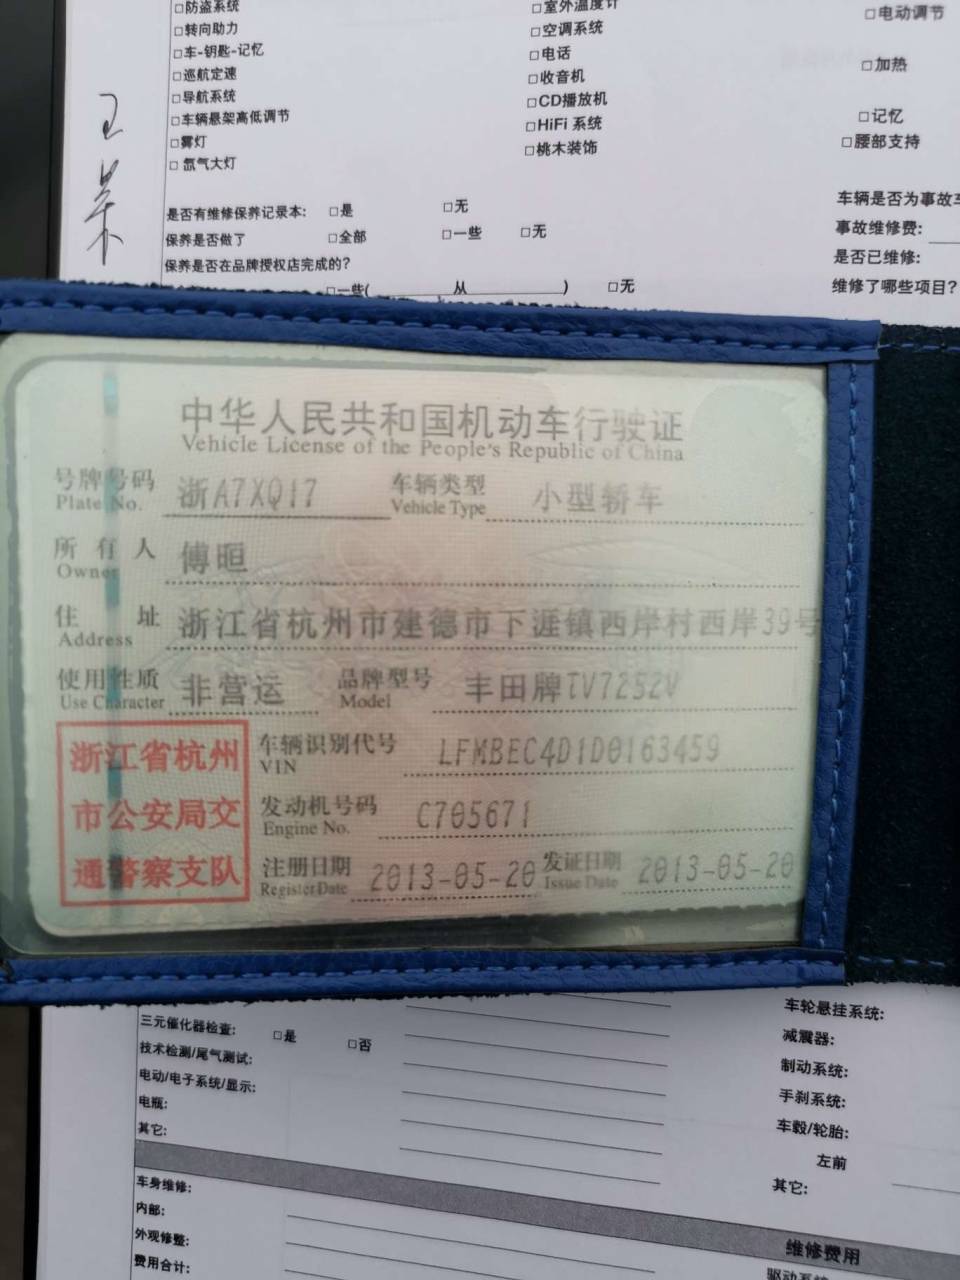 □防盗系统
□转向助力
□车-钥匙-记忆
□巡航定速
□导航系统
□车辆悬架高低调节
□雾灯
□氙气大灯
□室外温度计
□空调系统
□电话
□收音机
□CD播放机
□HiFi 系统
□桃木装饰
□电动调节
□加热
□记忆
□腰部支持
是否有维修保养记录本: □是 □无
保养是否做了 □全部 □一些 □无
保养是否在品牌授权店完成的?
□一些( 从 ) □无
车辆是否为事故车
事故维修费:
是否已维修:
维修了哪些项目?
中华人民共和国机动车行驶证
Vehicle License of the People's Republic of China
号牌号码 浙A7XQ17 车辆类型 小型轿车
Plate No. Vehicle Type
所有人 傅晅
Owner
住址 浙江省杭州市建德市下涯镇西岸村西岸39号
Address
使用性质 非营运 品牌型号 丰田牌TV7252V
Use Character Model
浙江省杭州
市公安局交
通警察支队
车辆识别代号 LFMBEC4D1D0163459
VIN
发动机号码 C705671
Engine No.
注册日期 2013-05-20 发证日期 2013-05-20
Register Date Issue Date
三元催化器检查: □是 □否
技术检测/尾气测试:
电动/电子系统/显示:
电瓶:
其它:
车轮悬挂系统:
减震器:
制动系统:
手刹系统:
车毂/轮胎:
左前
其它:
车身维修:
内部:
外观修整:
费用合计:
维修费用
驱动系统